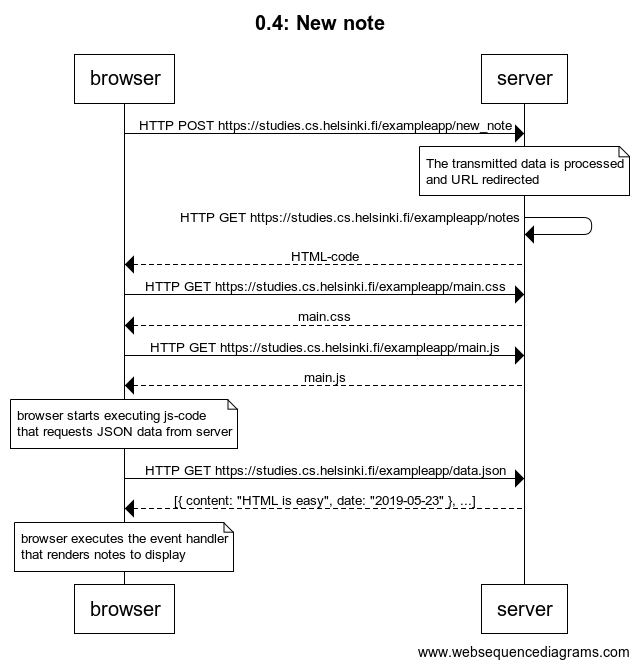 0.4: New note
browser
server
HTTP POST https://studies.cs.helsinki.fi/exampleapp/new_note
The transmitted data is processed
and URL redirected
HTTP GET https://studies.cs.helsinki.fi/exampleapp/notes
HTML-code
HTTP GET https://studies.cs.helsinki.fi/exampleapp/main.css
main.css
HTTP GET https://studies.cs.helsinki.fi/exampleapp/main.js
main.js
browser starts executing js-code
that requests JSON data from server
HTTP GET https://studies.cs.helsinki.fi/exampleapp/data.json
[{ content: "HTML is easy", date: "2019-05-23" }, ...]
browser executes the event handler
that renders notes to display
browser
server
www.websequencediagrams.com